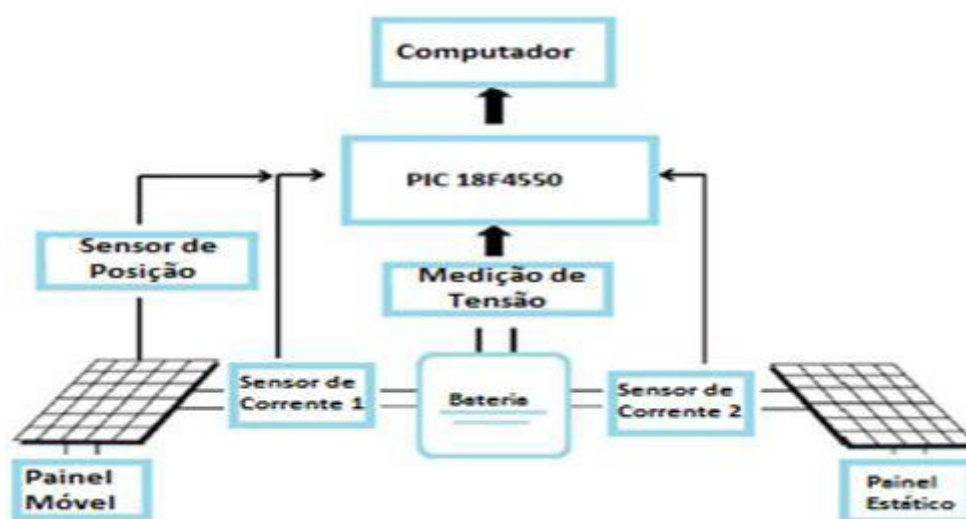 Computador
PIC 18F4550
Sensor de
Posição
Medição de
Tensão
Sensor de
Corrente 1
Bateria
Sensor de
Corrente 2
Painel
Móvel
Painel
Estático